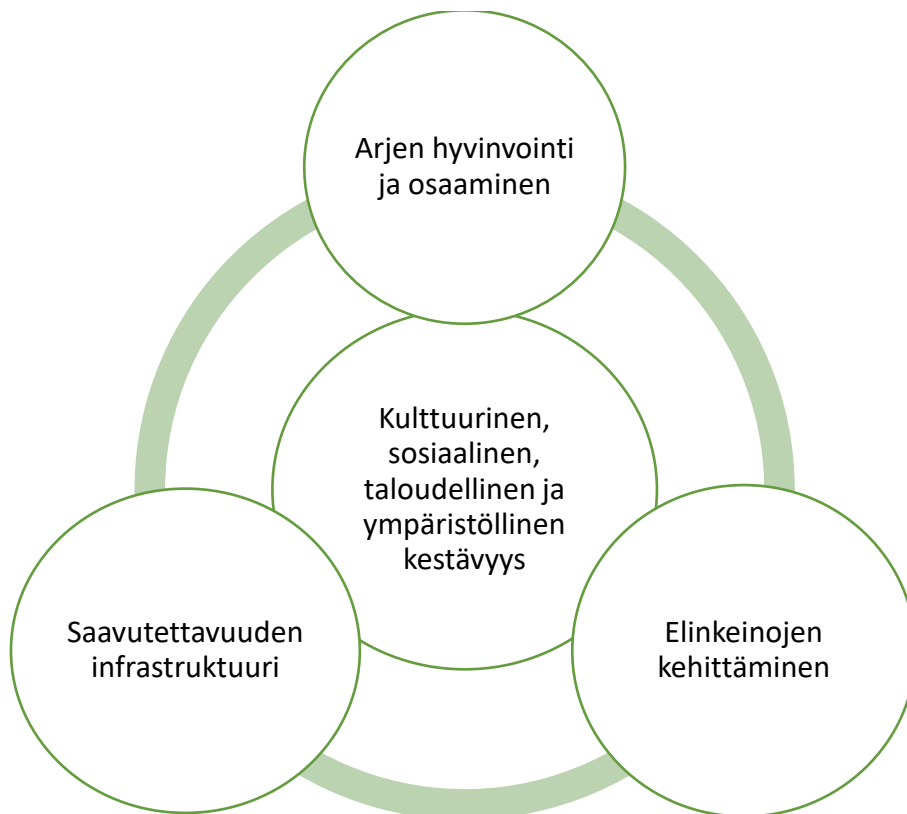 Arjen hyvinvointi
ja osaaminen
Kulttuurinen,
sosiaalinen,
taloudellinen ja
ympäristöllinen
kestävyys
Saavutettavuuden
infrastruktuuri
Elinkeinojen
kehittäminen